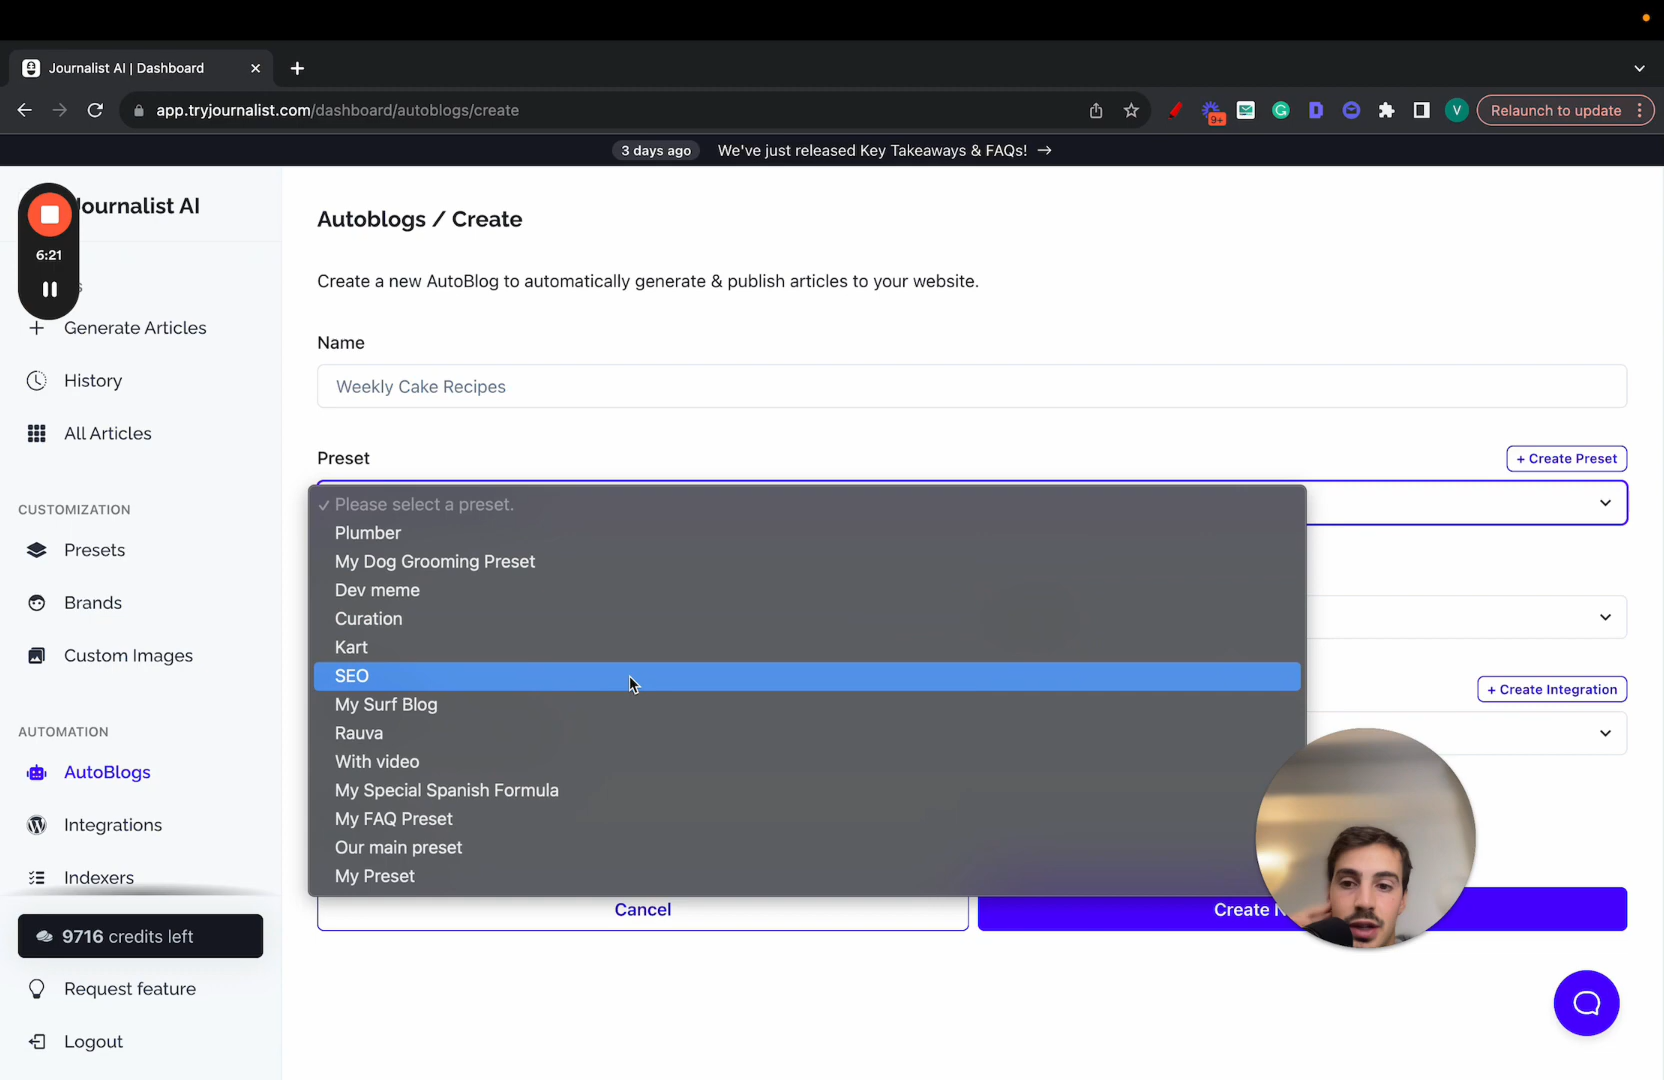 Journalist AI | Dashboard
app.tryjournalist.com/dashboard/autoblogs/create
9+
V
Relaunch to update
3 days ago We've just released Key Takeaways & FAQs! →
Journalist AI
6:21
Generate Articles
History
All Articles
CUSTOMIZATION
Presets
Brands
Custom Images
AUTOMATION
AutoBlogs
Integrations
Indexers
9716 credits left
Request feature
Logout
Autoblogs / Create
Create a new AutoBlog to automatically generate & publish articles to your website.
Name
Weekly Cake Recipes
Preset
+ Create Preset
✓ Please select a preset.
Plumber
My Dog Grooming Preset
Dev meme
Curation
Kart
SEO
My Surf Blog
Rauva
With video
My Special Spanish Formula
My FAQ Preset
Our main preset
My Preset
+ Create Integration
Cancel
Create